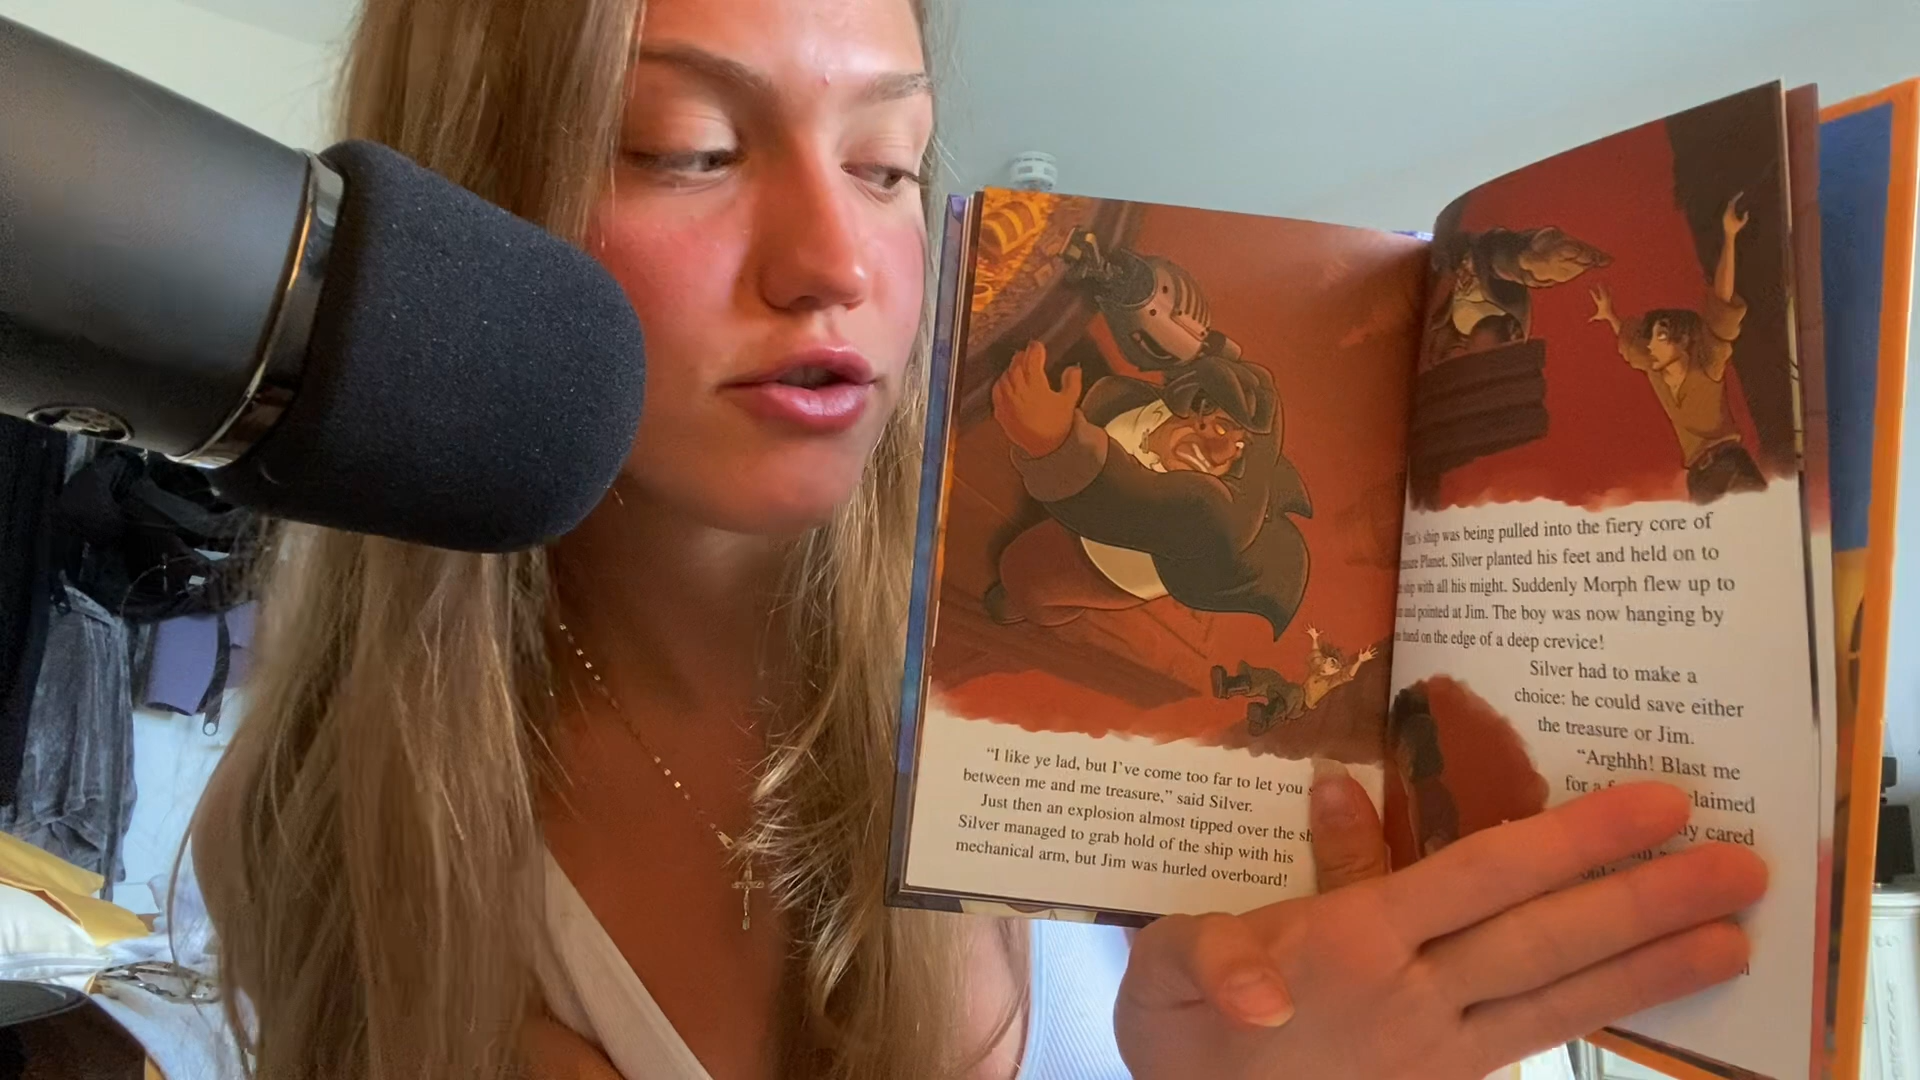 "I like ye lad, but I've come too far to let you
between me and me treasure," said Silver.
Just then an explosion almost tipped over the sh
Silver managed to grab hold of the ship with his
mechanical arm, but Jim was hurled overboard!
ship was being pulled into the fiery core of
Planet. Silver planted his feet and held on to
ship with all his might. Suddenly Morph flew up to
and pointed at Jim. The boy was now hanging by
hand on the edge of a deep crevice!
Silver had to make a
choice: he could save either
the treasure or Jim.
"Arghhh! Blast me
for a
claimed
cared